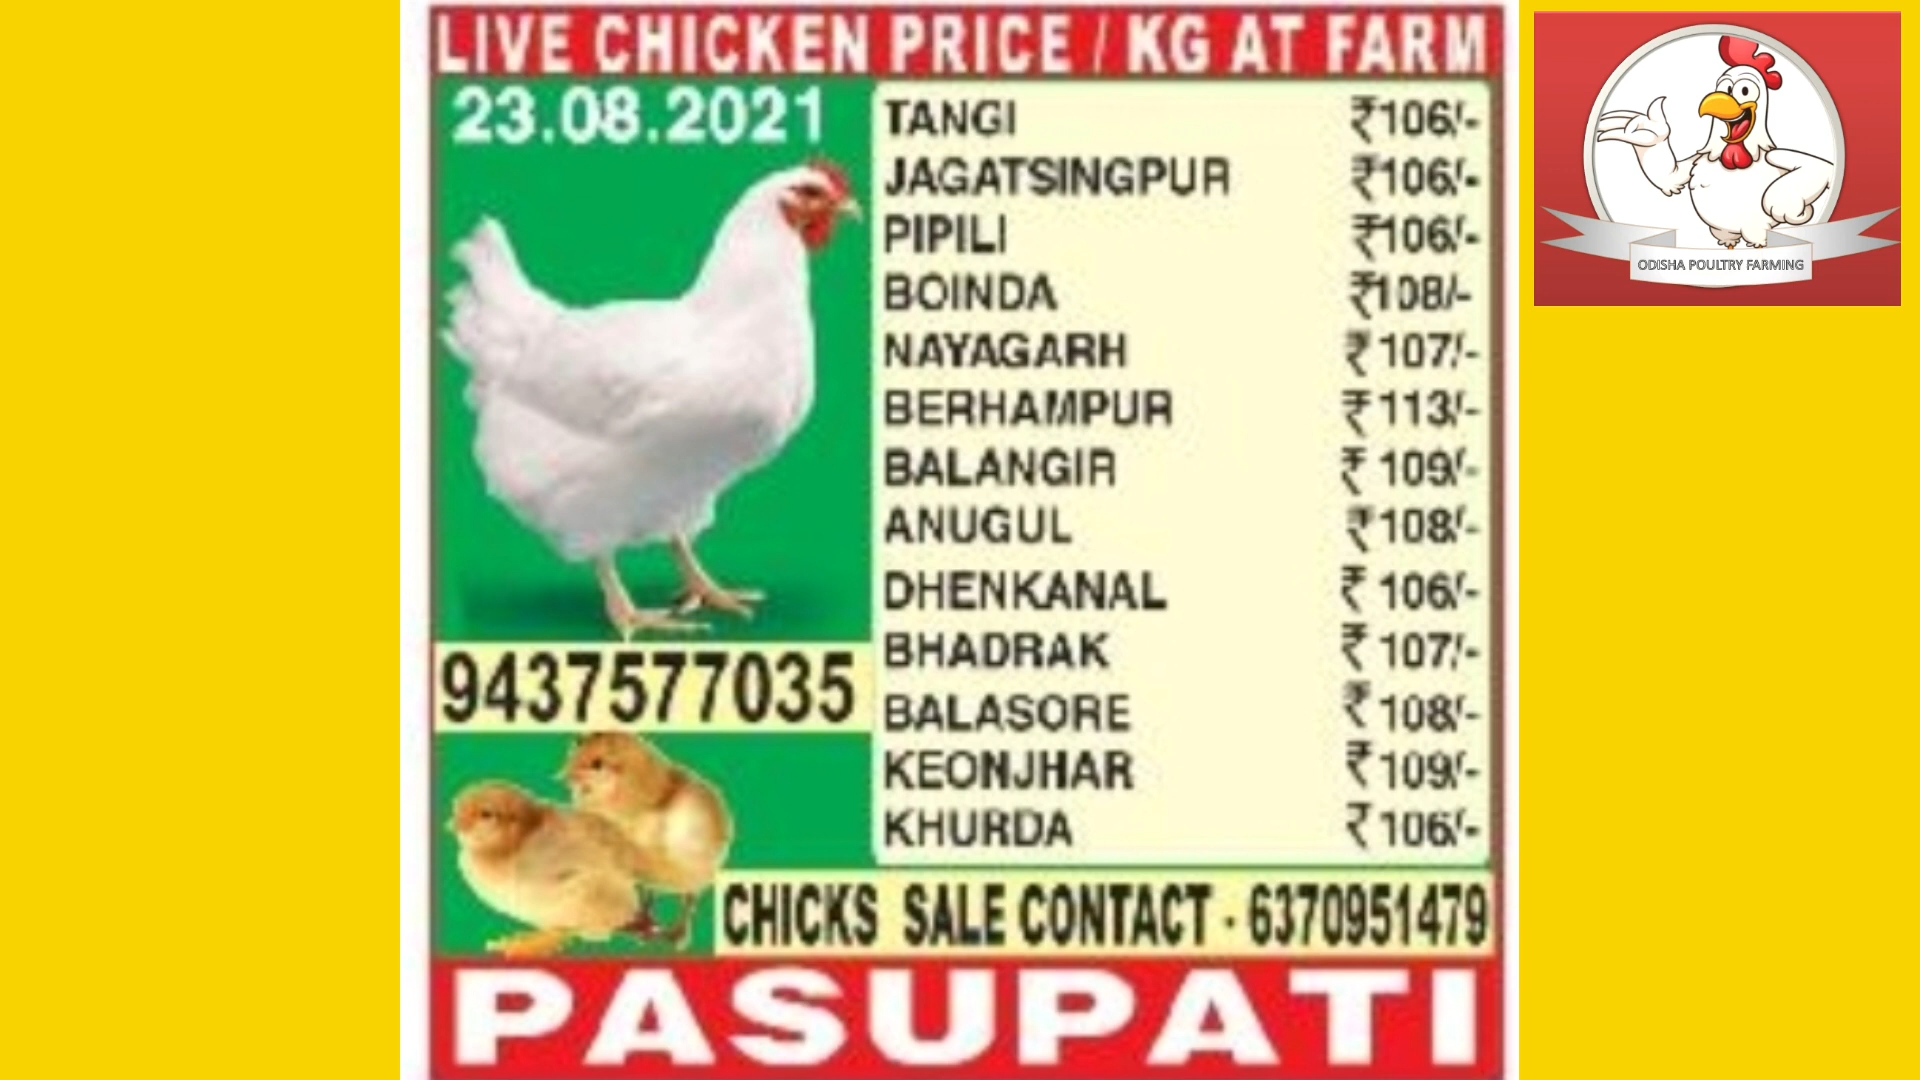 LIVE CHICKEN PRICE / KG AT FARM
23.08.2021
TANGI ₹106/-
JAGATSINGPUR ₹106/-
PIPILI ₹106/-
BOINDA ₹108/-
NAYAGARH ₹107/-
BERHAMPUR ₹113/-
BALANGIR ₹109/-
ANUGUL ₹108/-
DHENKANAL ₹106/-
BHADRAK ₹107/-
BALASORE ₹108/-
KEONJHAR ₹109/-
KHURDA ₹106/-
9437577035
CHICKS SALE CONTACT - 6370951479
PASUPATI
ODISHA POULTRY FARMING